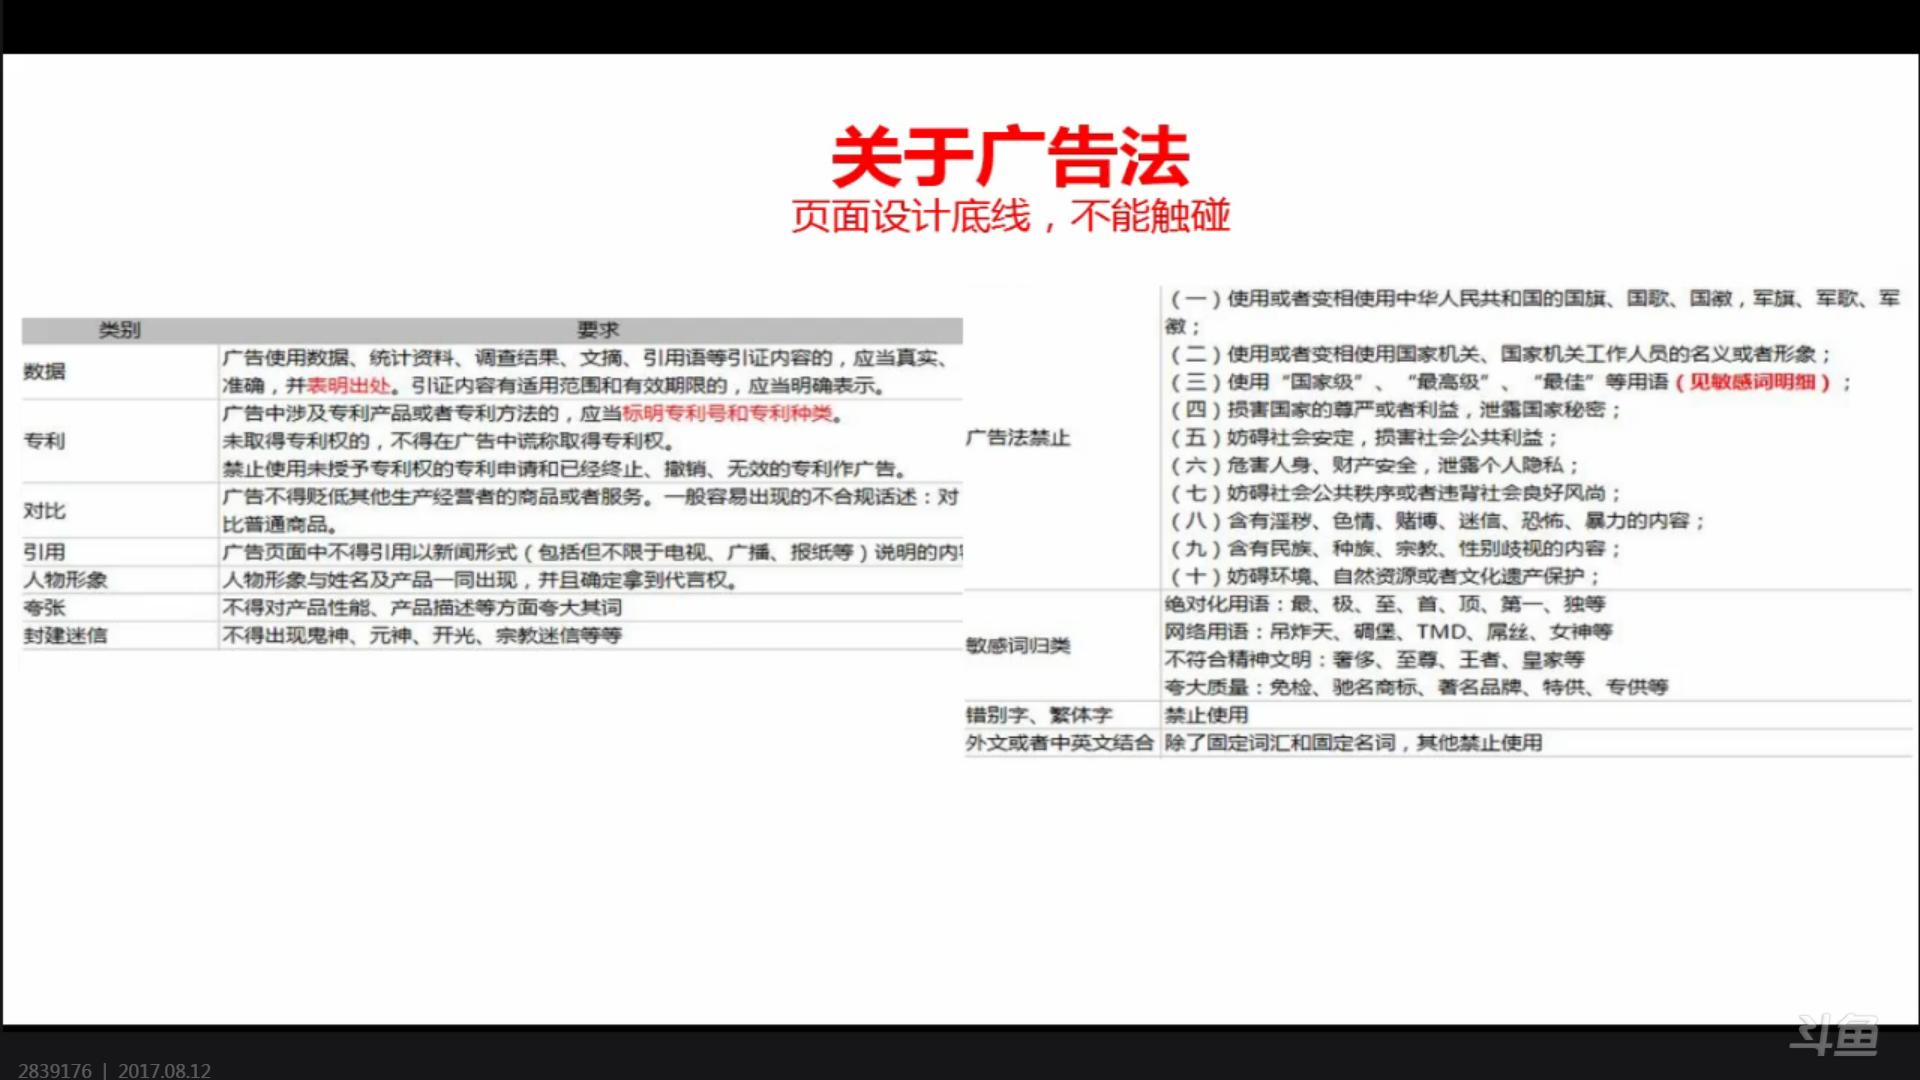 关于广告法
页面设计底线，不能触碰
类别 要求
数据
广告使用数据、统计资料、调查结果、文摘、引用语等引证内容的，应当真实、
准确，并表明出处。引证内容有适用范围和有效期限的，应当明确表示。
专利
广告中涉及专利产品或者专利方法的，应当标明专利号和专利种类。
未取得专利权的，不得在广告中谎称取得专利权。
禁止使用未授予专利权的专利申请和已经终止、撤销、无效的专利作广告。
对比
广告不得贬低其他生产经营者的商品或者服务。一般容易出现的不合规话述：对
比普通商品。
引用 广告页面中不得引用以新闻形式（包括但不限于电视、广播、报纸等）说明的内
人物形象 人物形象与姓名及产品一同出现，并且确定拿到代言权。
夸张 不得对产品性能、产品描述等方面夸大其词
封建迷信 不得出现鬼神、元神、开光、宗教迷信等等
广告法禁止
（一）使用或者变相使用中华人民共和国的国旗、国歌、国徽，军旗、军歌、军
徽；
（二）使用或者变相使用国家机关、国家机关工作人员的名义或者形象；
（三）使用“国家级”、“最高级”、“最佳”等用语（见敏感词明细）；
（四）损害国家的尊严或者利益，泄露国家秘密；
（五）妨碍社会安定，损害社会公共利益；
（六）危害人身、财产安全，泄露个人隐私；
（七）妨碍社会公共秩序或者违背社会良好风尚；
（八）含有淫秽、色情、赌博、迷信、恐怖、暴力的内容；
（九）含有民族、种族、宗教、性别歧视的内容；
（十）妨碍环境、自然资源或者文化遗产保护；
敏感词归类
绝对化用语：最、极、至、首、顶、第一、独等
网络用语：吊炸天、碉堡、TMD、屌丝、女神等
不符合精神文明：奢侈、至尊、王者、皇家等
夸大质量：免检、驰名商标、著名品牌、特供、专供等
错别字、繁体字 禁止使用
外文或者中英文结合 除了固定词汇和固定名词，其他禁止使用
斗鱼
2839176 | 2017.08.12